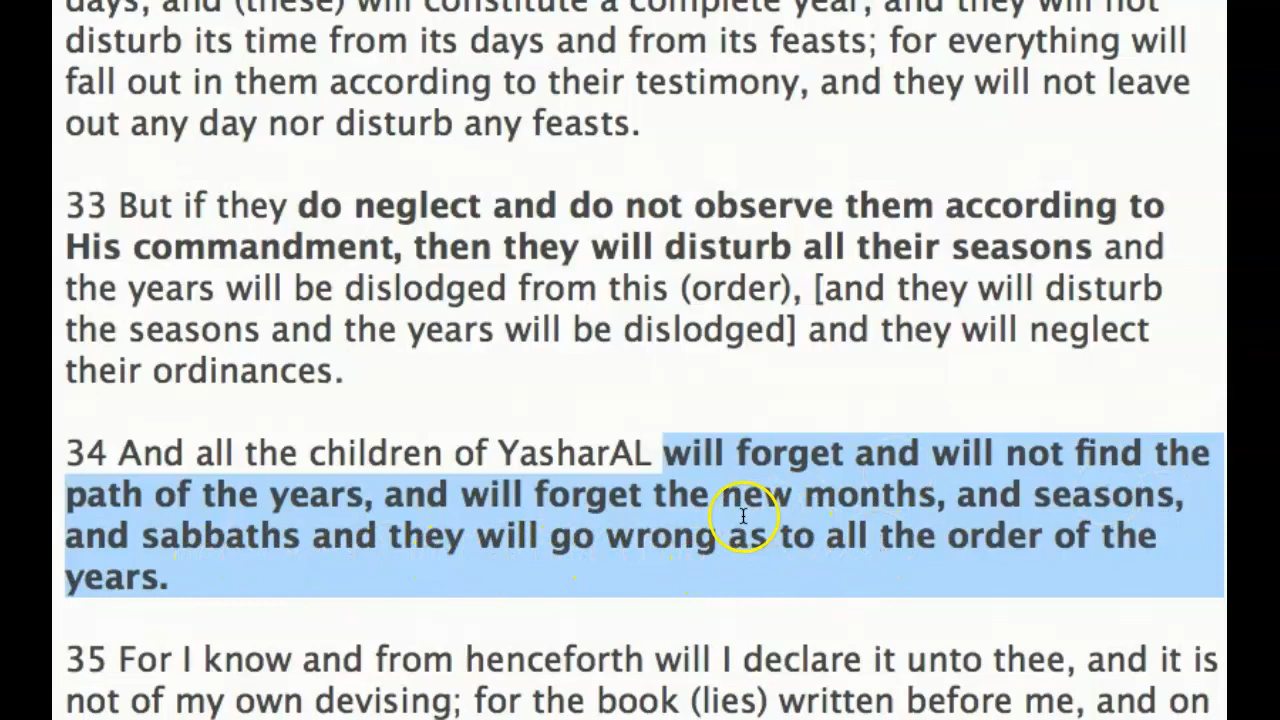 days, and (these) will constitute a complete year, and they will not
disturb its time from its days and from its feasts; for everything will
fall out in them according to their testimony, and they will not leave
out any day nor disturb any feasts.
33 But if they do neglect and do not observe them according to
His commandment, then they will disturb all their seasons and
the years will be dislodged from this (order), [and they will disturb
the seasons and the years will be dislodged] and they will neglect
their ordinances.
34 And all the children of YasharAL will forget and will not find the
path of the years, and will forget the new months, and seasons,
and sabbaths and they will go wrong as to all the order of the
years.
35 For I know and from henceforth will I declare it unto thee, and it is
not of my own devising; for the book (lies) written before me, and on